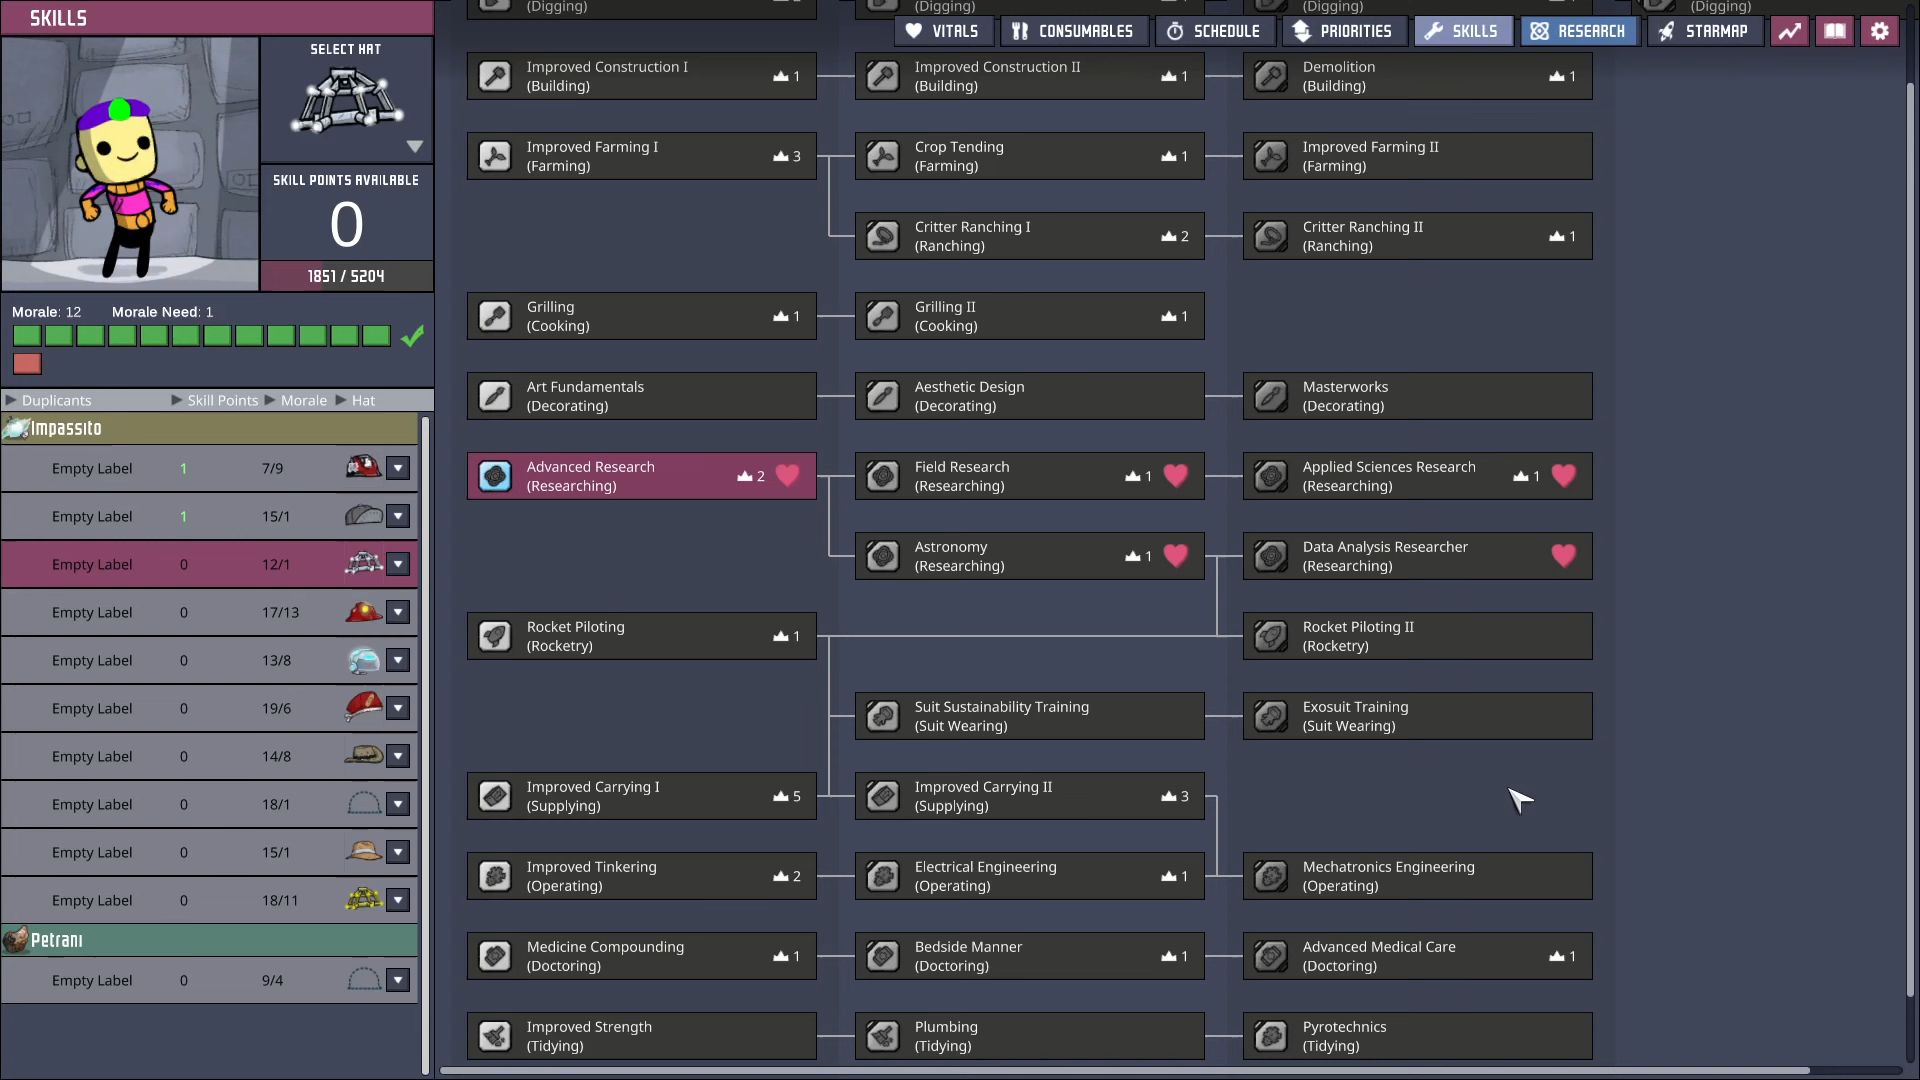 SKILLS
(Digging)
(Digging)
(Digging)
(Digging)
VITALS
CONSUMABLES
SCHEDULE
PRIORITIES
SKILLS
RESEARCH
STARMAP
SELECT HAT
SKILL POINTS AVAILABLE
0
1851 / 5204
Morale: 12 Morale Need: 1
Duplicants Skill Points Morale Hat
Impassito
Empty Label 1 7/9
Empty Label 1 15/1
Empty Label 0 12/1
Empty Label 0 17/13
Empty Label 0 13/8
Empty Label 0 19/6
Empty Label 0 14/8
Empty Label 0 18/1
Empty Label 0 15/1
Empty Label 0 18/11
Petrani
Empty Label 0 9/4
Improved Construction I 1
(Building)
Improved Construction II 1
(Building)
Demolition 1
(Building)
Improved Farming I 3
(Farming)
Crop Tending 1
(Farming)
Improved Farming II
(Farming)
Critter Ranching I 2
(Ranching)
Critter Ranching II 1
(Ranching)
Grilling 1
(Cooking)
Grilling II 1
(Cooking)
Art Fundamentals
(Decorating)
Aesthetic Design
(Decorating)
Masterworks
(Decorating)
Advanced Research 2
(Researching)
Field Research 1
(Researching)
Applied Sciences Research 1
(Researching)
Astronomy 1
(Researching)
Data Analysis Researcher
(Researching)
Rocket Piloting 1
(Rocketry)
Rocket Piloting II
(Rocketry)
Suit Sustainability Training
(Suit Wearing)
Exosuit Training
(Suit Wearing)
Improved Carrying I 5
(Supplying)
Improved Carrying II 3
(Supplying)
Improved Tinkering 2
(Operating)
Electrical Engineering 1
(Operating)
Mechatronics Engineering
(Operating)
Medicine Compounding 1
(Doctoring)
Bedside Manner 1
(Doctoring)
Advanced Medical Care 1
(Doctoring)
Improved Strength
(Tidying)
Plumbing
(Tidying)
Pyrotechnics
(Tidying)